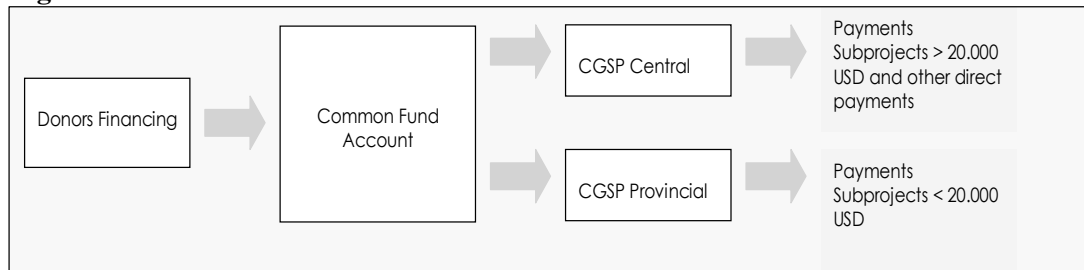 Donors Financing
Common Fund
Account
CGSP Central
Payments
Subprojects > 20.000
USD and other direct
payments
CGSP Provincial
Payments
Subprojects < 20.000
USD